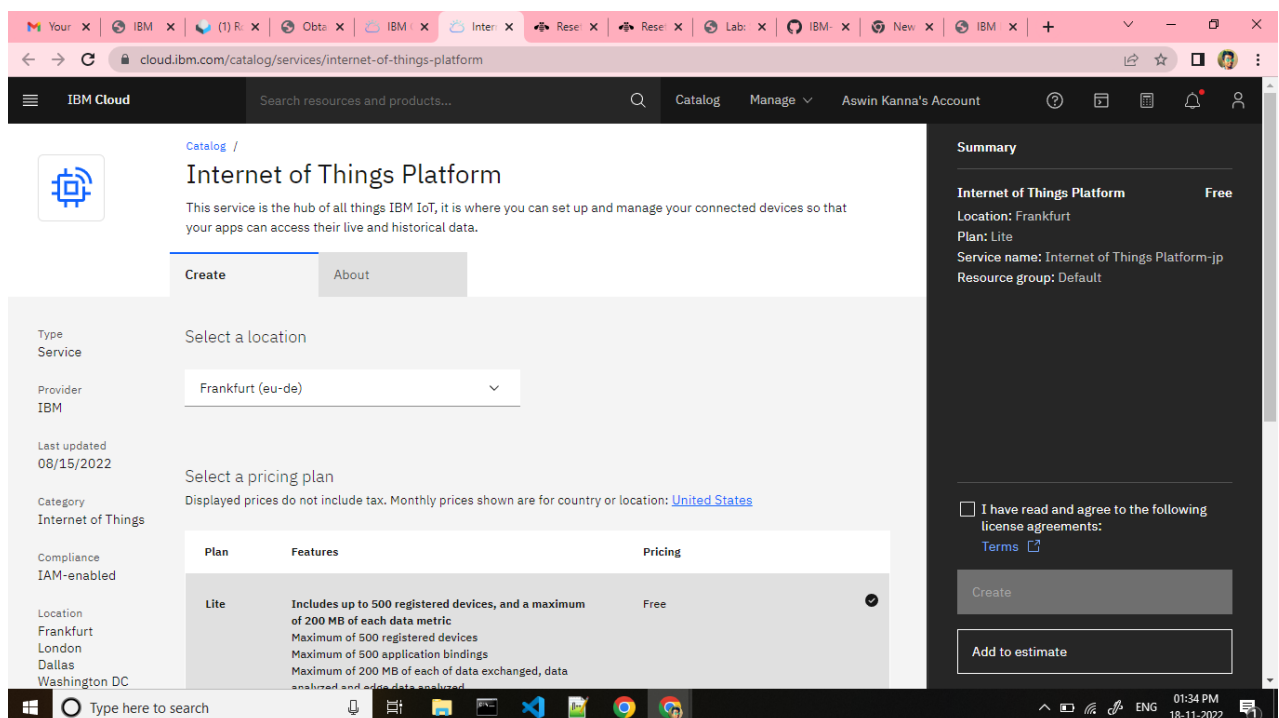 Your
IBM
(1) R
Obta
IBM
Inter
Rese
Rese
Lab:
IBM-
New
IBM
cloud.ibm.com/catalog/services/internet-of-things-platform
IBM Cloud
Search resources and products...
Catalog
Manage
Aswin Kanna's Account
Catalog /
Internet of Things Platform
This service is the hub of all things IBM IoT, it is where you can set up and manage your connected devices so that
your apps can access their live and historical data.
Create
About
Type
Service
Provider
IBM
Last updated
08/15/2022
Category
Internet of Things
Compliance
IAM-enabled
Location
Frankfurt
London
Dallas
Washington DC
Select a location
Frankfurt (eu-de)
Select a pricing plan
Displayed prices do not include tax. Monthly prices shown are for country or location: United States
Plan Features Pricing
Lite Includes up to 500 registered devices, and a maximum Free
of 200 MB of each data metric
Maximum of 500 registered devices
Maximum of 500 application bindings
Maximum of 200 MB of each of data exchanged, data
analyzed and edge data analyzed
Summary
Internet of Things Platform Free
Location: Frankfurt
Plan: Lite
Service name: Internet of Things Platform-jp
Resource group: Default
I have read and agree to the following
license agreements:
Terms
Create
Add to estimate
Type here to search
ENG
01:34 PM
18-11-2022
1